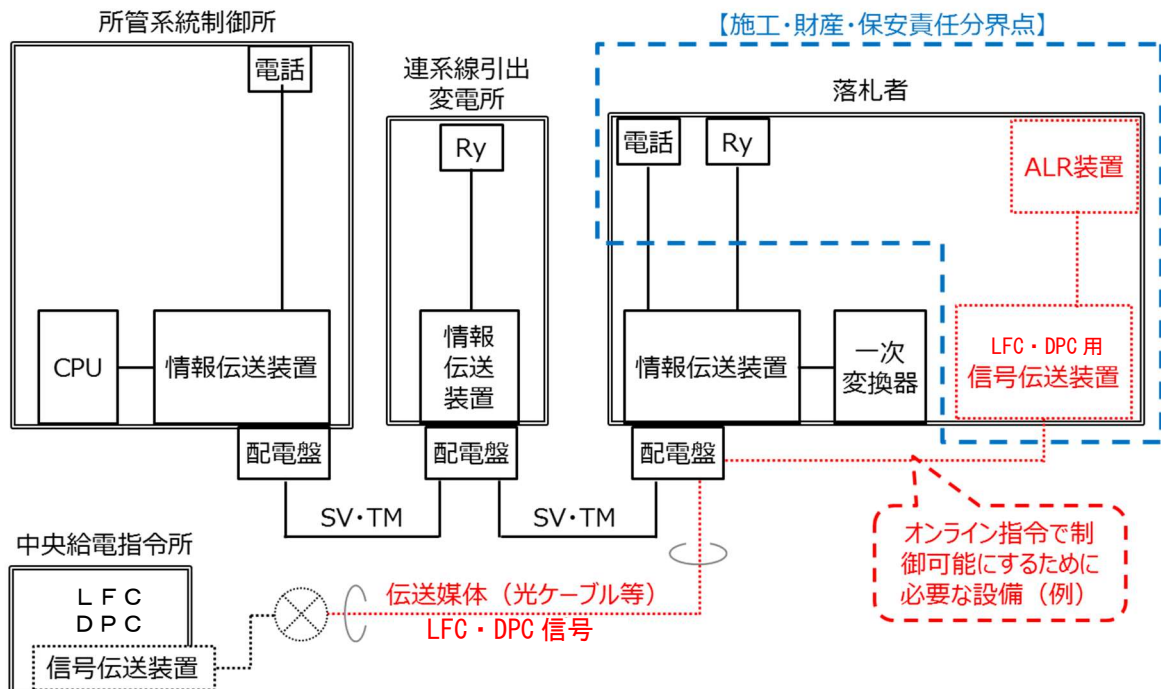 所管系統制御所
電話
CPU
情報伝送装置
配電盤
連系線引出
変電所
Ry
情報
伝送
装置
配電盤
【施工・財産・保安責任分界点】
落札者
電話
Ry
ALR装置
情報伝送装置
一次
変換器
LFC・DPC用
信号伝送装置
配電盤
SV・TM
SV・TM
オンライン指令で制
御可能にするために
必要な設備（例）
中央給電指令所
ＬＦＣ
ＤＰＣ
信号伝送装置
伝送媒体（光ケーブル等）
LFC・DPC信号